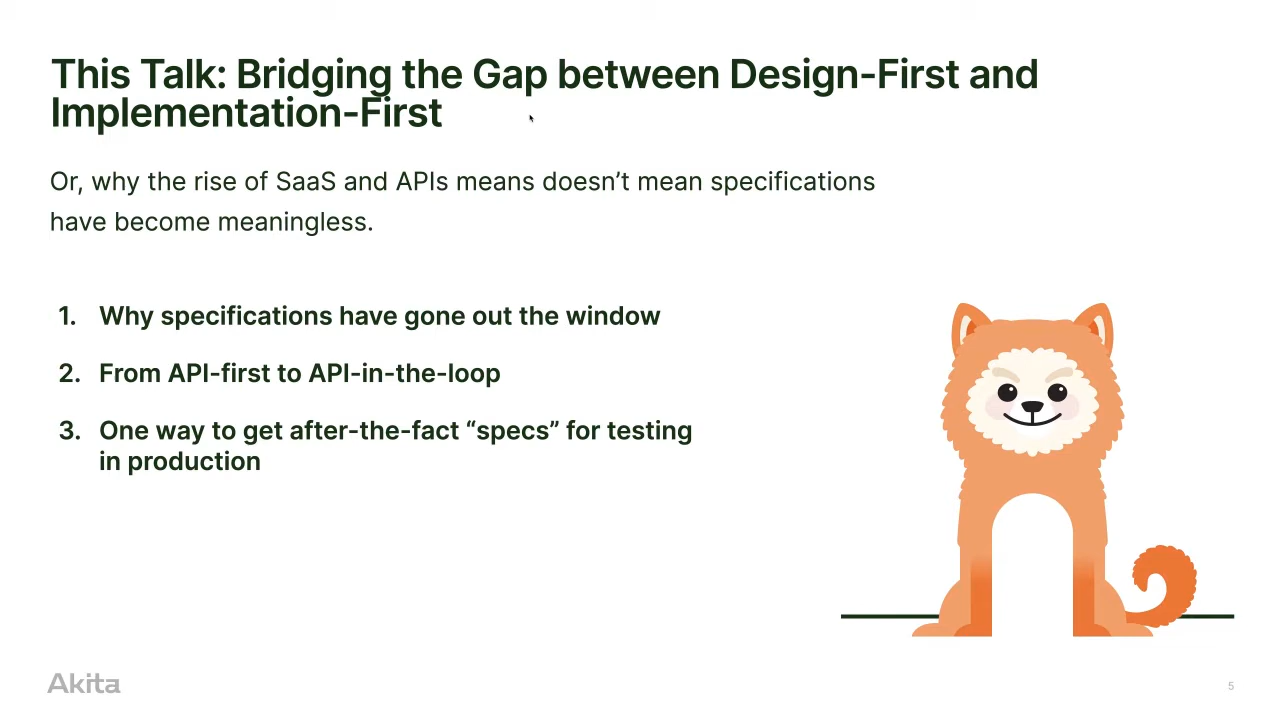 This Talk: Bridging the Gap between Design-First and
Implementation-First
Or, why the rise of SaaS and APIs means doesn’t mean specifications
have become meaningless.
1. Why specifications have gone out the window
2. From API-first to API-in-the-loop
3. One way to get after-the-fact “specs” for testing
in production
Akita
5